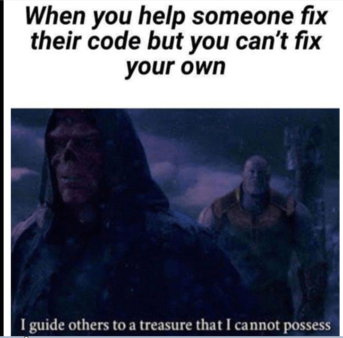 When you help someone fix
their code but you can't fix
your own
I guide others to a treasure that I cannot possess